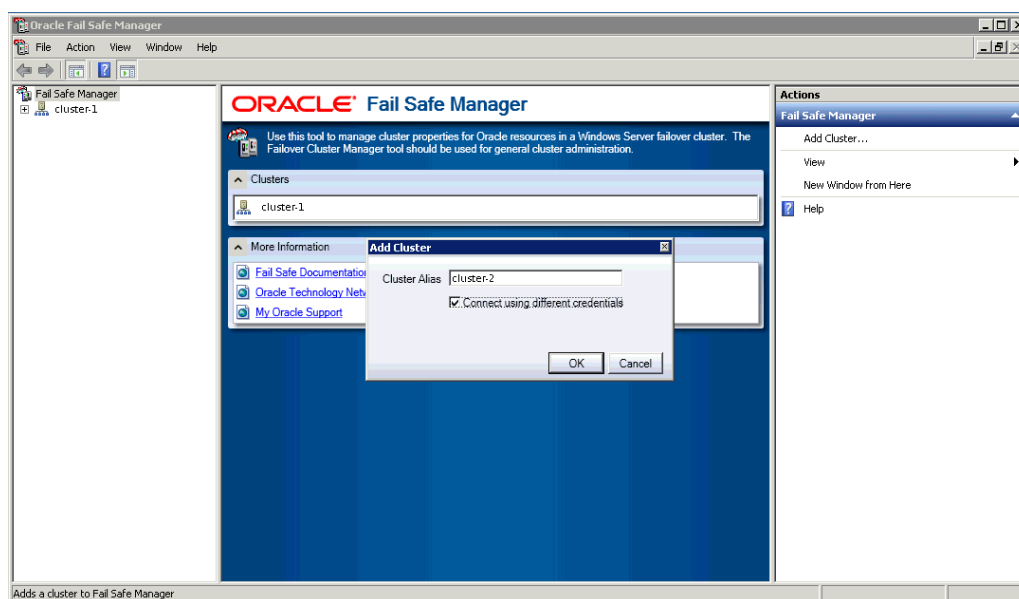 Oracle Fail Safe Manager
File Action View Window Help
Fail Safe Manager
cluster-1
ORACLE Fail Safe Manager
Use this tool to manage cluster properties for Oracle resources in a Windows Server failover cluster. The
Failover Cluster Manager tool should be used for general cluster administration.
Clusters
cluster-1
More Information
Fail Safe Documentation
Oracle Technology Netw
My Oracle Support
Add Cluster
Cluster Alias cluster-2
Connect using different credentials
OK Cancel
Actions
Fail Safe Manager
Add Cluster...
View
New Window from Here
Help
Adds a cluster to Fail Safe Manager